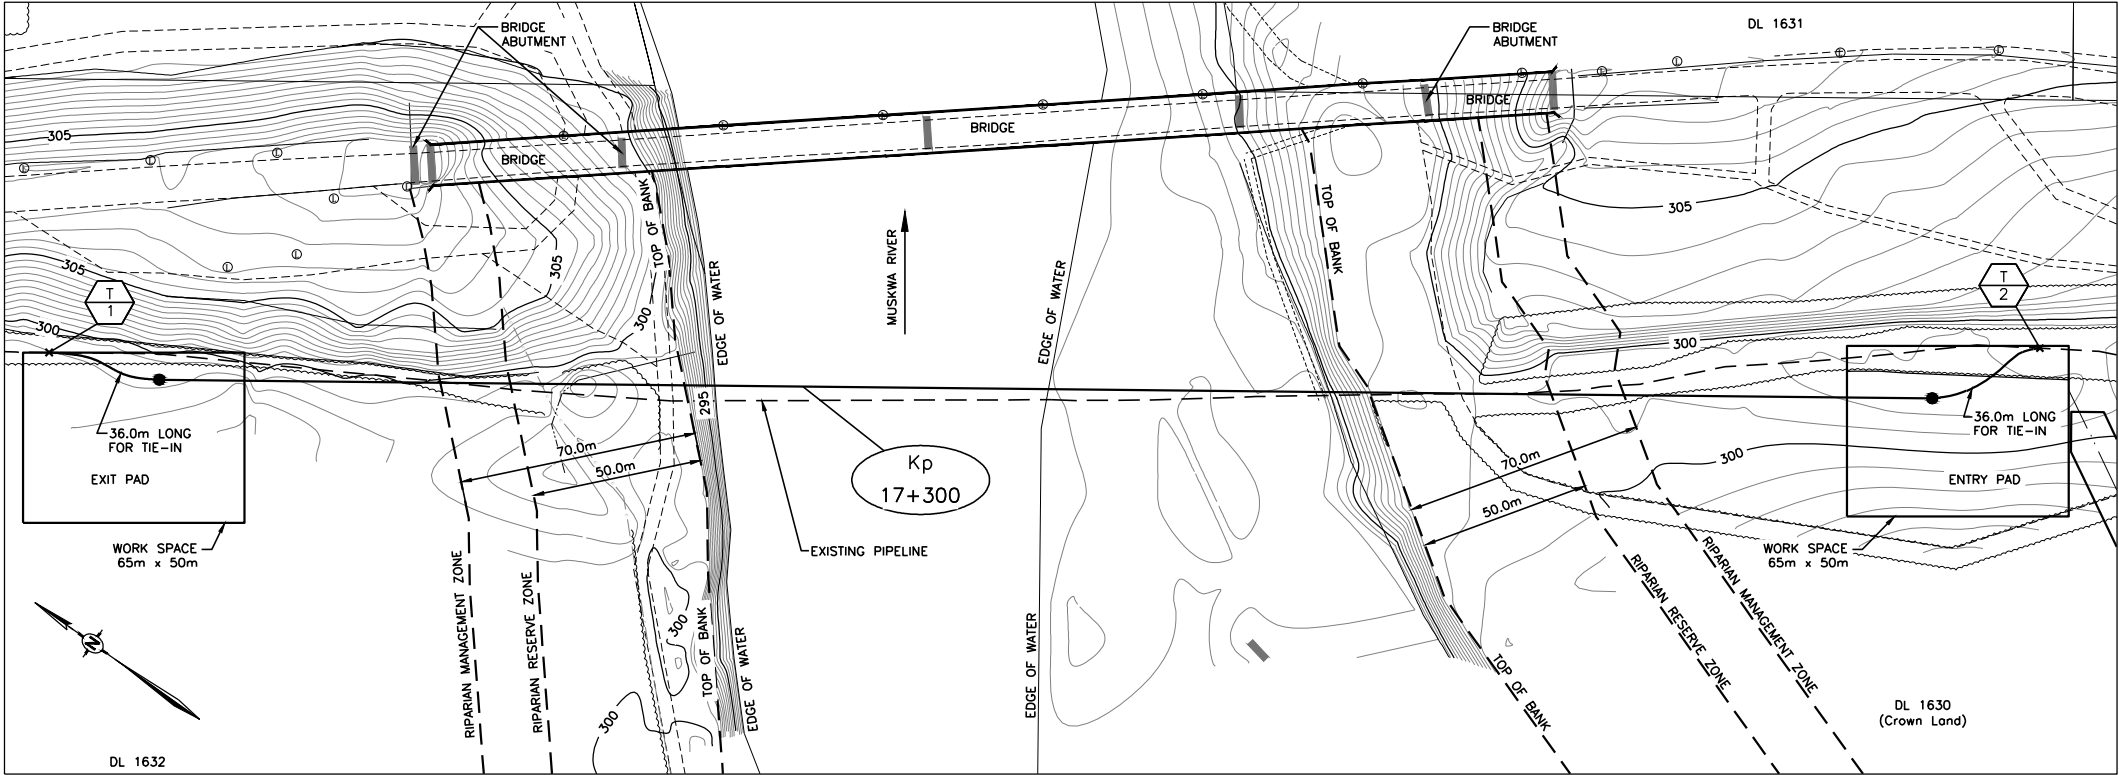 BRIDGE
ABUTMENT
BRIDGE
ABUTMENT
DL 1631
305
BRIDGE
BRIDGE
BRIDGE
305
TOP OF BANK
TOP OF BANK
305
305
MUSKWA RIVER
EDGE OF WATER
EDGE OF WATER
T
1
T
2
300
300
300
295
36.0m LONG
FOR TIE-IN
EXIT PAD
70.0m
50.0m
Kp
17+300
70.0m
50.0m
300
36.0m LONG
FOR TIE-IN
ENTRY PAD
WORK SPACE
65m x 50m
EXISTING PIPELINE
WORK SPACE
65m x 50m
RIPARIAN MANAGEMENT ZONE
RIPARIAN RESERVE ZONE
300
TOP OF BANK
EDGE OF WATER
EDGE OF WATER
TOP OF BANK
RIPARIAN RESERVE ZONE
RIPARIAN MANAGEMENT ZONE
N
300
DL 1630
(Crown Land)
DL 1632